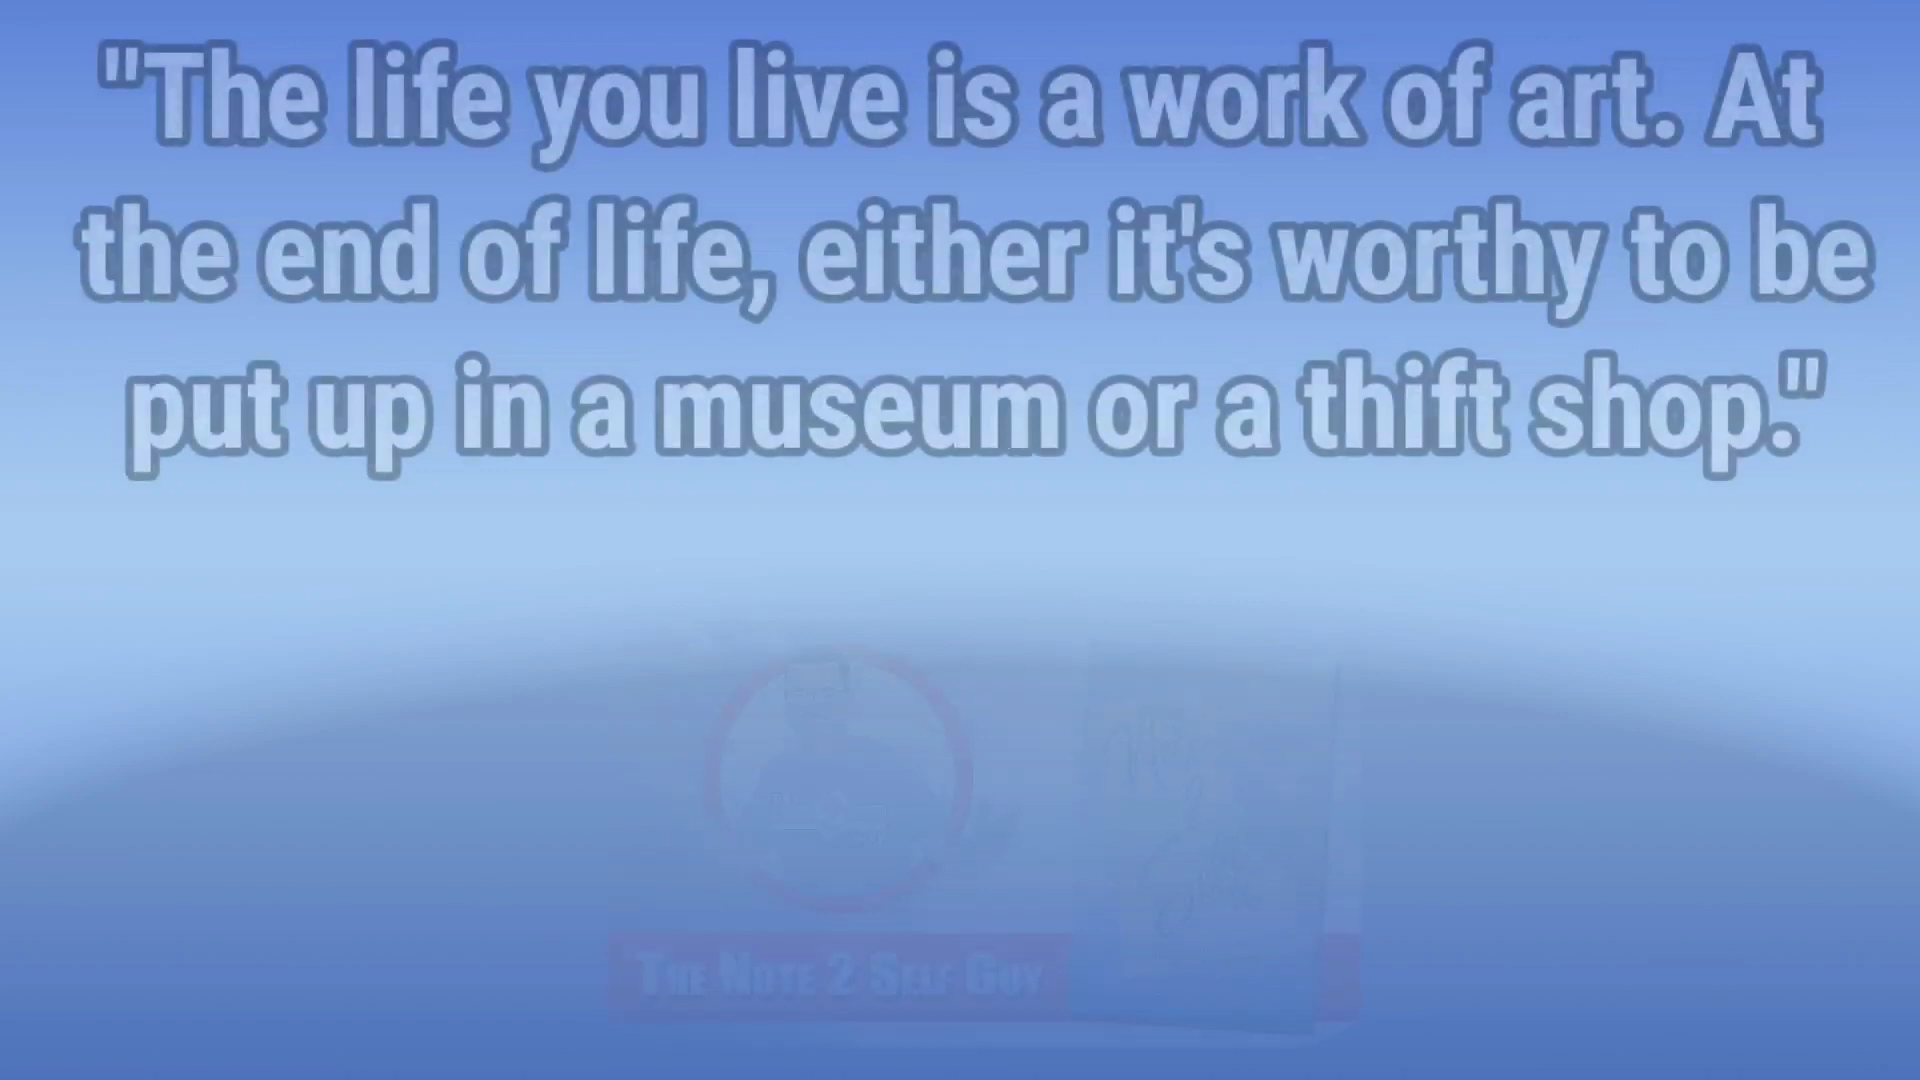 "The life you live is a work of art. At
the end of life, either it's worthy to be
put up in a museum or a thift shop."
The Note 2 Self Guy